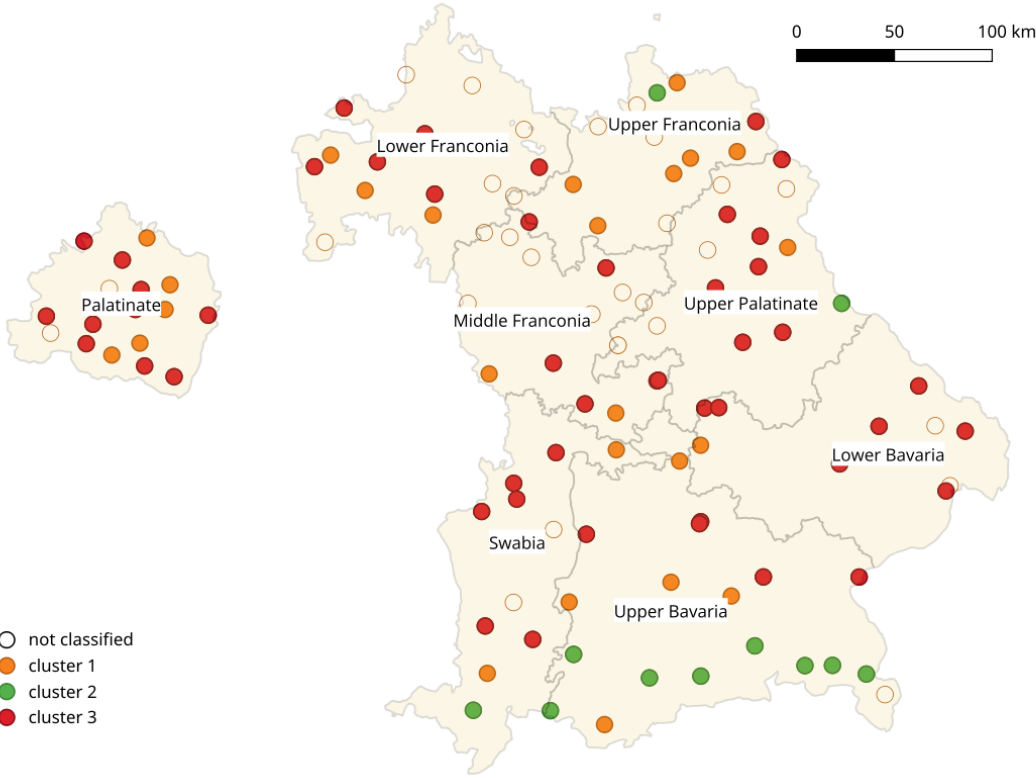 0 50 100 km
Upper Franconia
Lower Franconia
Palatinate
Upper Palatinate
Middle Franconia
Lower Bavaria
Swabia
Upper Bavaria
not classified
cluster 1
cluster 2
cluster 3